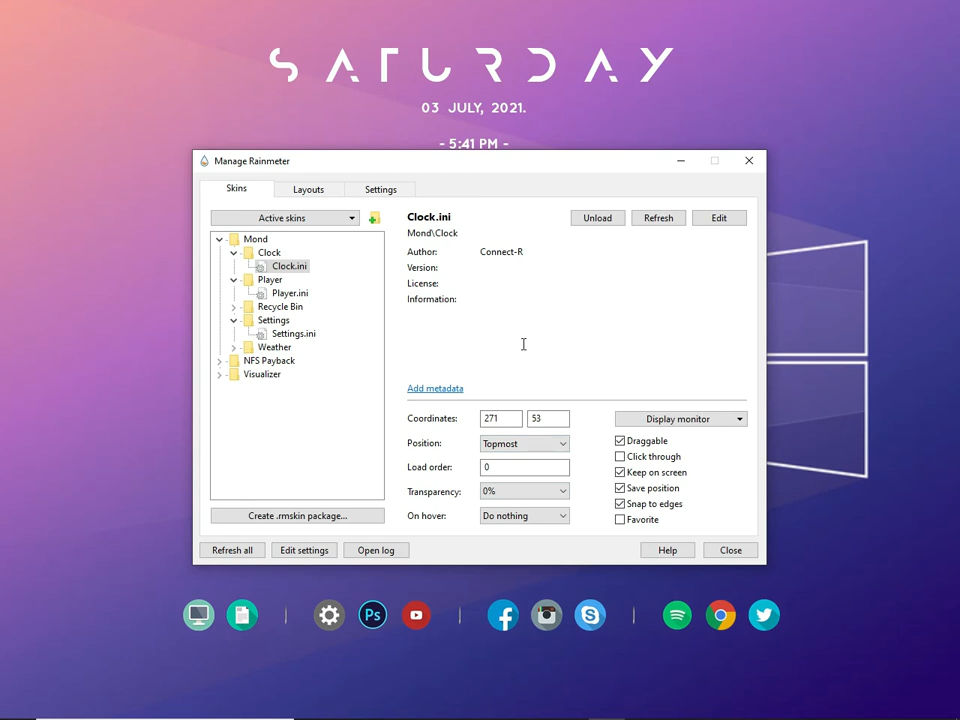 SATURDAY
03 JULY, 2021.
- 5:41 PM -
Manage Rainmeter
Skins
Layouts
Settings
Active skins
Mond
Clock
Clock.ini
Player
Player.ini
Recycle Bin
Settings
Settings.ini
Weather
NFS Payback
Visualizer
Create .rmskin package...
Clock.ini
Mond\Clock
Unload
Refresh
Edit
Author: Connect-R
Version:
License:
Information:
Add metadata
Coordinates: 271 53
Position: Topmost
Load order: 0
Transparency: 0%
On hover: Do nothing
Display monitor
Draggable
Click through
Keep on screen
Save position
Snap to edges
Favorite
Refresh all
Edit settings
Open log
Help
Close
Ps